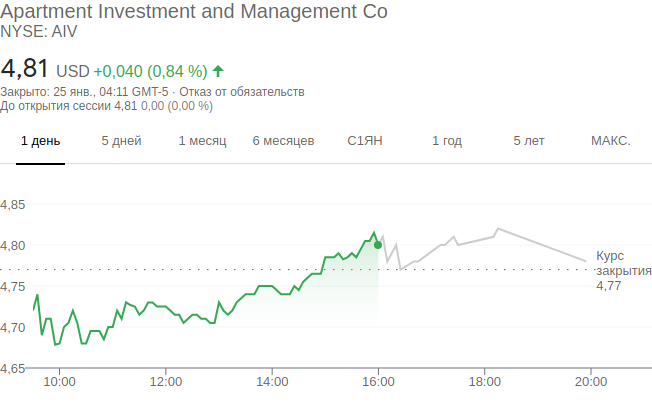 Apartment Investment and Management Co
NYSE: AIV
4,81 USD +0,040 (0,84 %)
Закрыто: 25 янв., 04:11 GMT-5 · Отказ от обязательств
До открытия сессии 4,81 0,00 (0,00 %)
1 день 5 дней 1 месяц 6 месяцев С1ЯН 1 год 5 лет МАКС.
4,85
4,80
Курс
закрытия
4,77
4,75
4,70
4,65
10:00 12:00 14:00 16:00 18:00 20:00